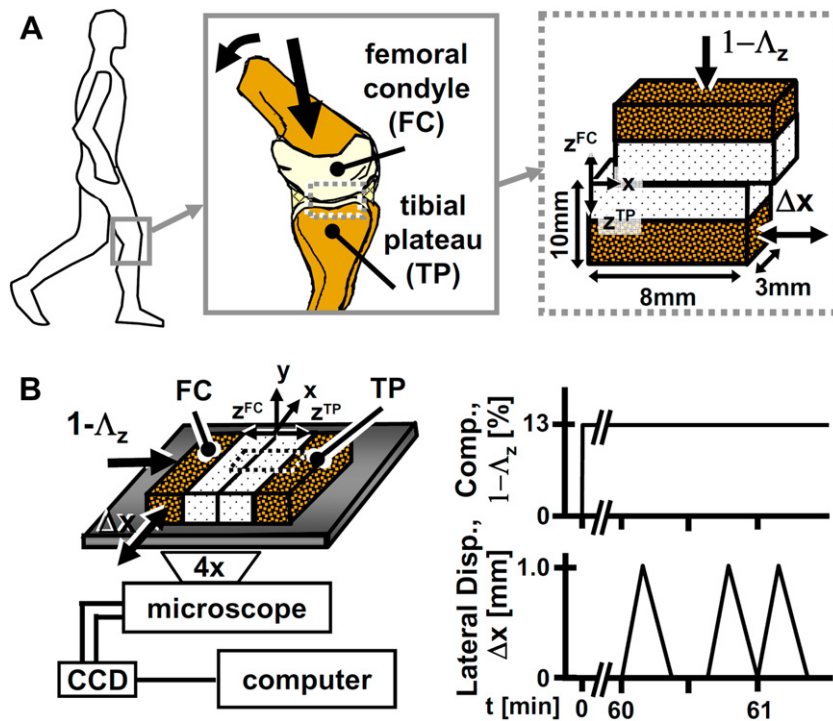 A
femoral
condyle
(FC)
tibial
plateau
(TP)
1−Λz
zFC
x
zTP
10mm
Δx
8mm
3mm
B
FC
y
x
TP
zFC
zTP
1-Λz
Δx
4x
microscope
CCD
computer
Comp.,
1−Λz [%]
13
0
Lateral Disp.,
Δx [mm]
1.0
0
t [min]
0
60
61